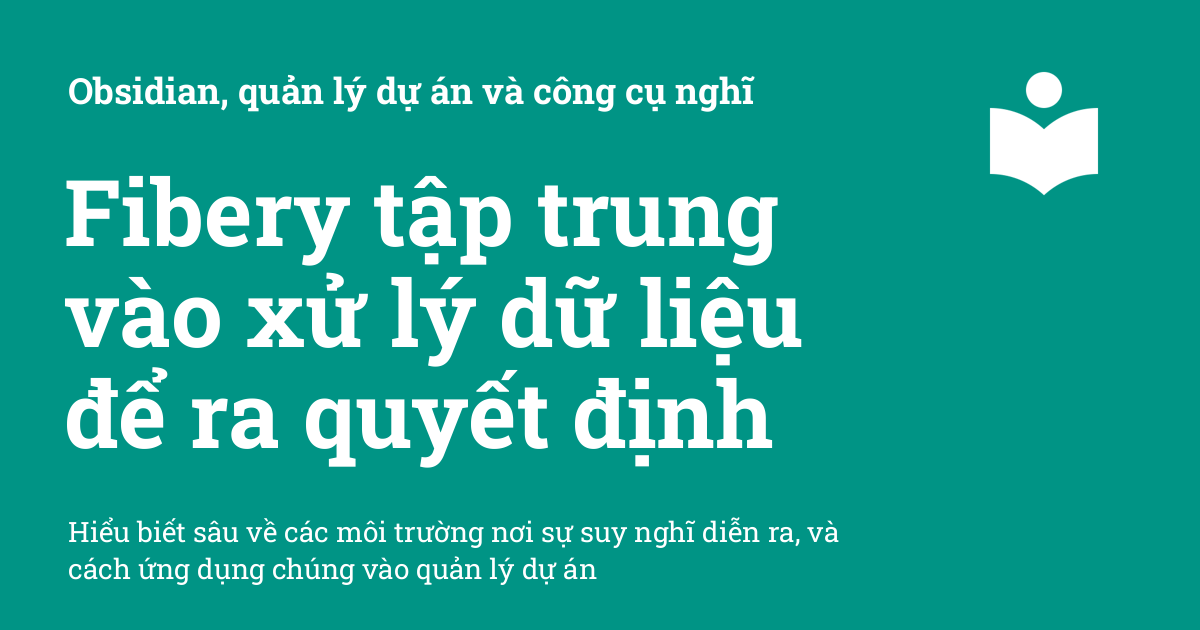 Obsidian, quản lý dự án và công cụ nghĩ
Fibery tập trung
vào xử lý dữ liệu
để ra quyết định
Hiểu biết sâu về các môi trường nơi sự suy nghĩ diễn ra, và
cách ứng dụng chúng vào quản lý dự án